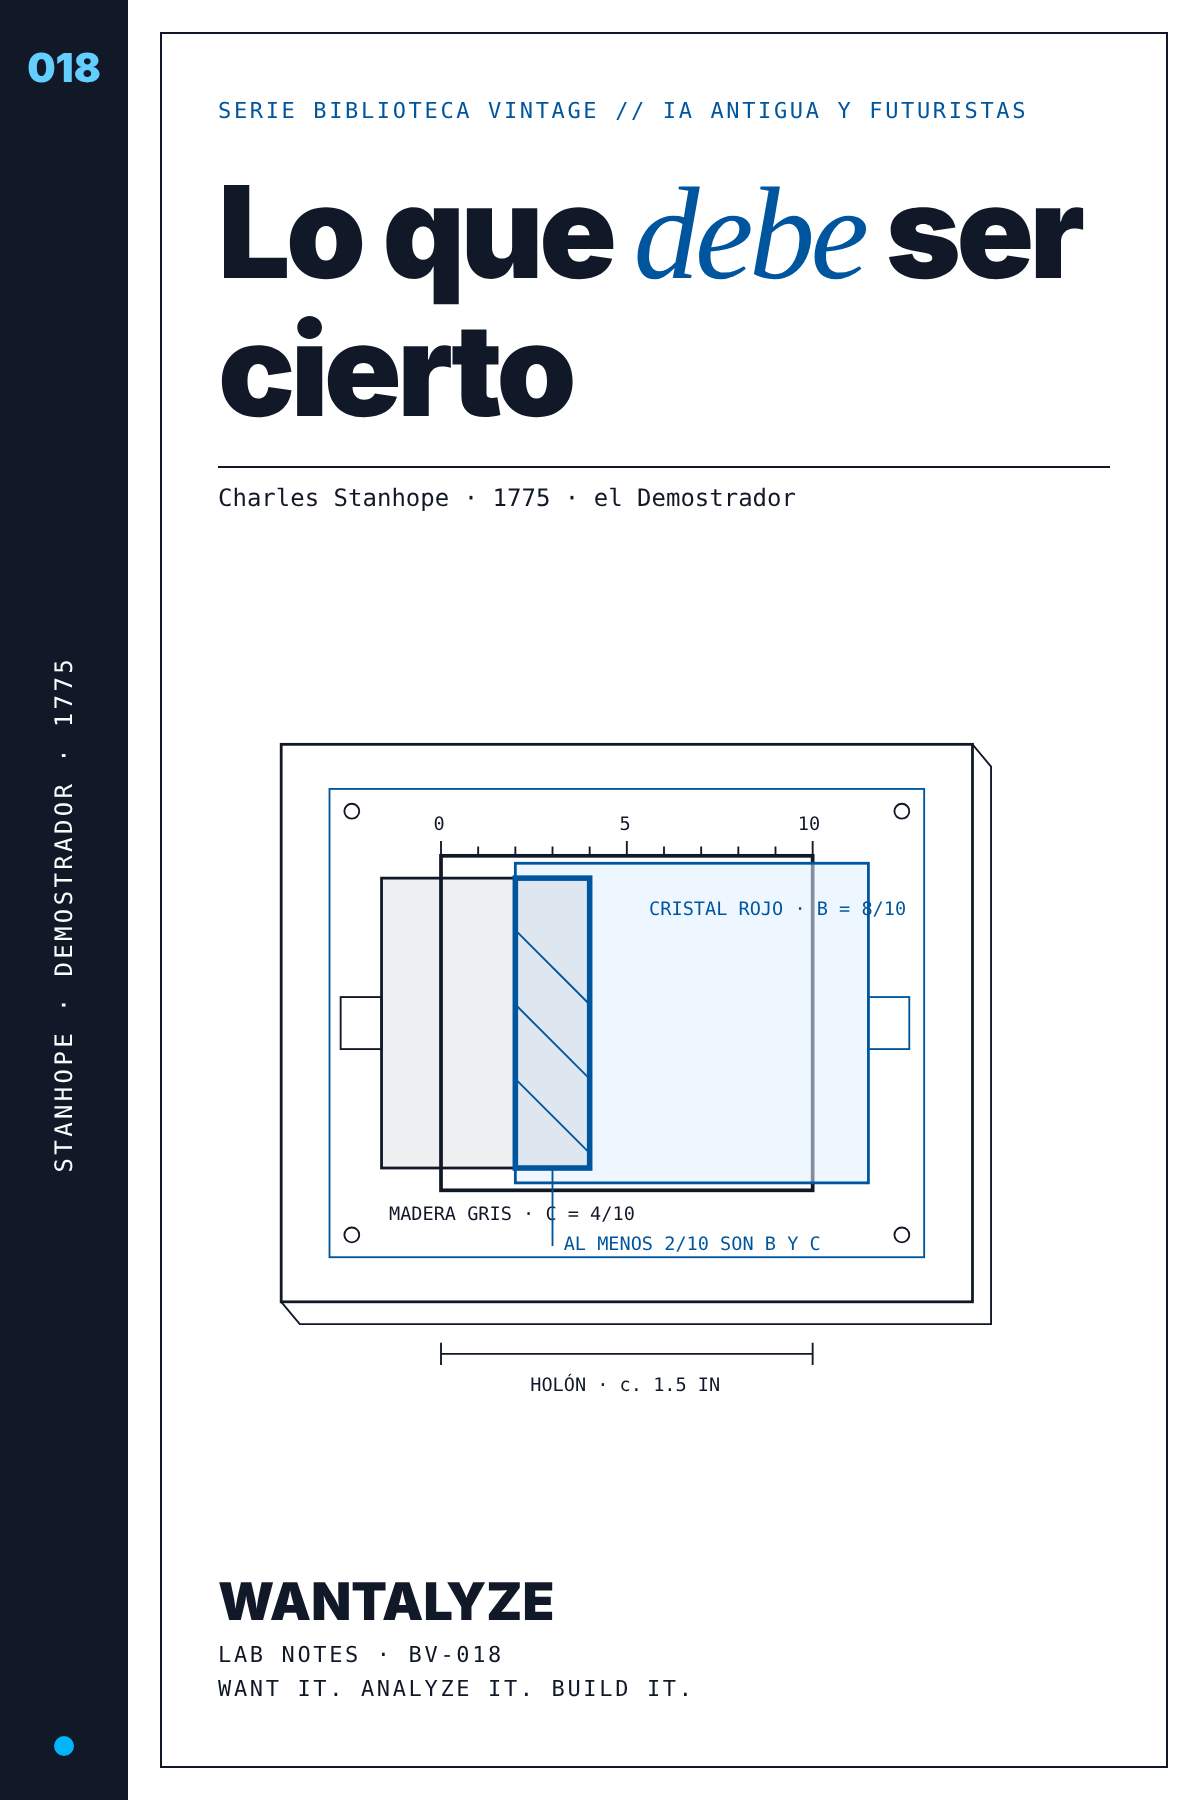 018
SERIE BIBLIOTECA VINTAGE // IA ANTIGUA Y FUTURISTAS
Lo que debe ser
cierto
Charles Stanhope · 1775 · el Demostrador
STANHOPE · DEMOSTRADOR · 1775
0 5 10
CRISTAL ROJO · B = 8/10
MADERA GRIS · C = 4/10
AL MENOS 2/10 SON B Y C
HOLÓN · c. 1.5 IN
WANTALYZE
LAB NOTES · BV-018
WANT IT. ANALYZE IT. BUILD IT.